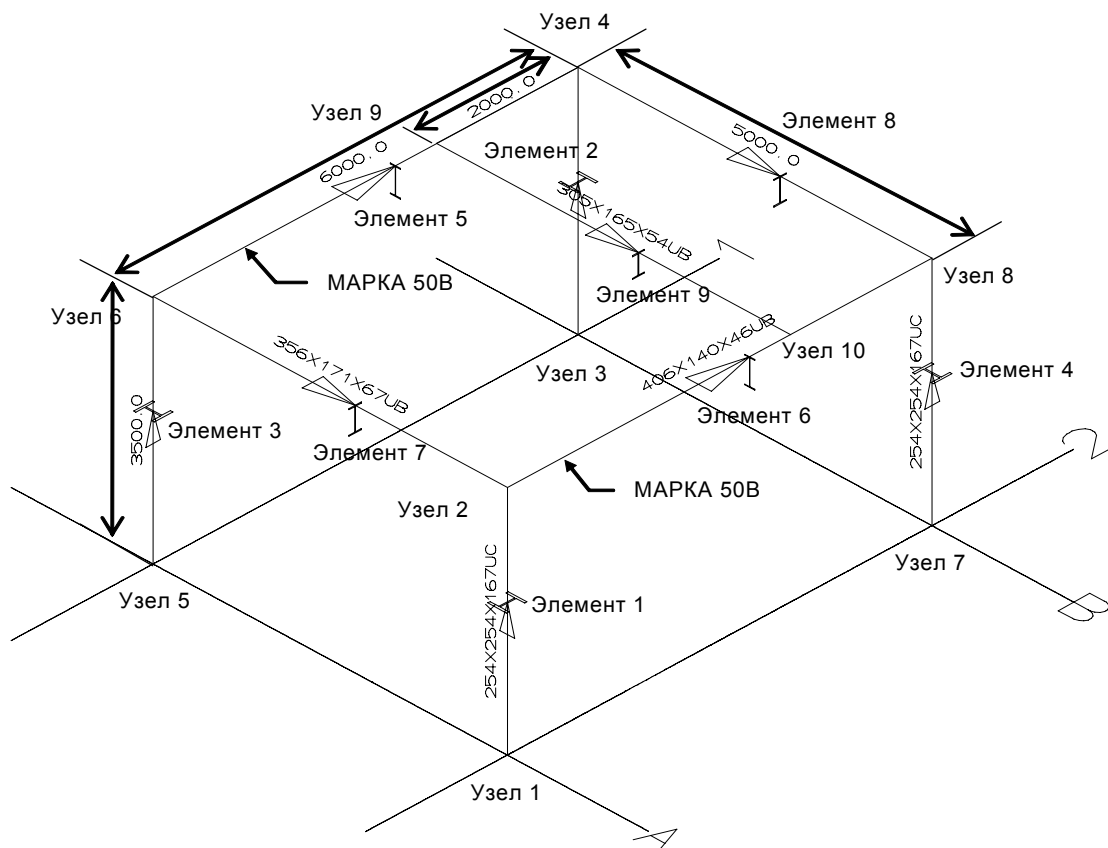 Узел 4
Узел 9
2000.0
Элемент 8
5000.0
6000.0
Элемент 2
305X165X54UB
Элемент 5
МАРКА 50B
Элемент 9
1
Узел 8
Узел 6
356X171X67UB
406X140X46UB
Узел 10
Узел 3
254X254X167UC
Элемент 4
3500.0
Элемент 3
Элемент 7
Элемент 6
2
МАРКА 50B
Узел 2
Узел 7
Узел 5
254X254X167UC
Элемент 1
B
Узел 1
A